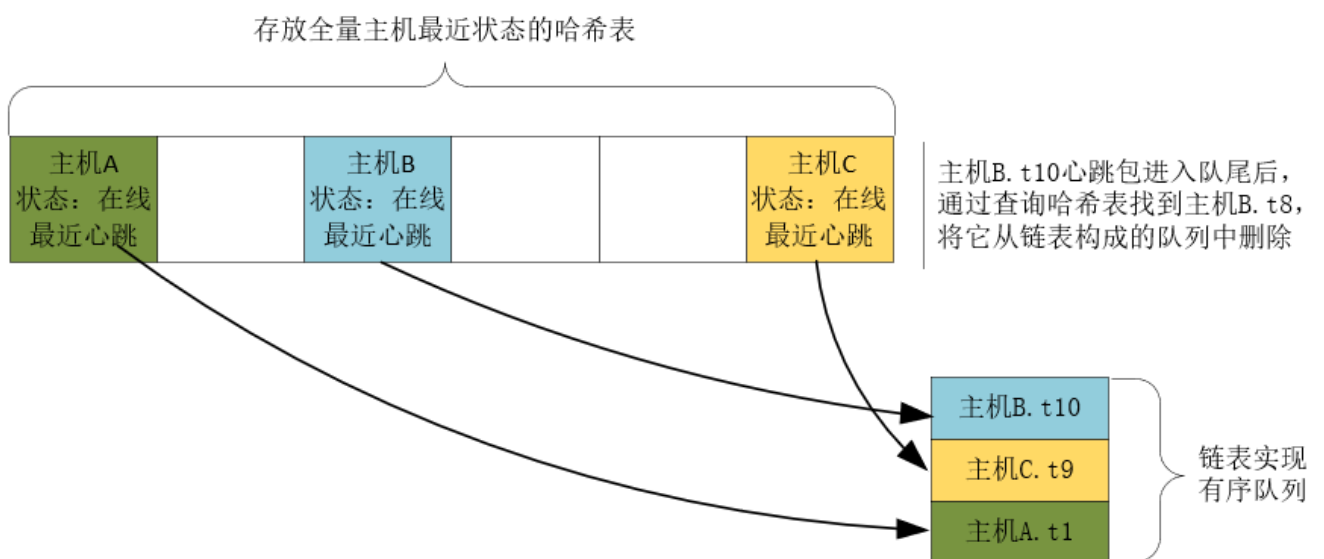 存放全量主机最近状态的哈希表
主机A
状态：在线
最近心跳
主机B
状态：在线
最近心跳
主机C
状态：在线
最近心跳
主机B.t10心跳包进入队尾后，
通过查询哈希表找到主机B.t8，
将它从链表构成的队列中删除
主机B.t10
主机C.t9
主机A.t1
链表实现
有序队列